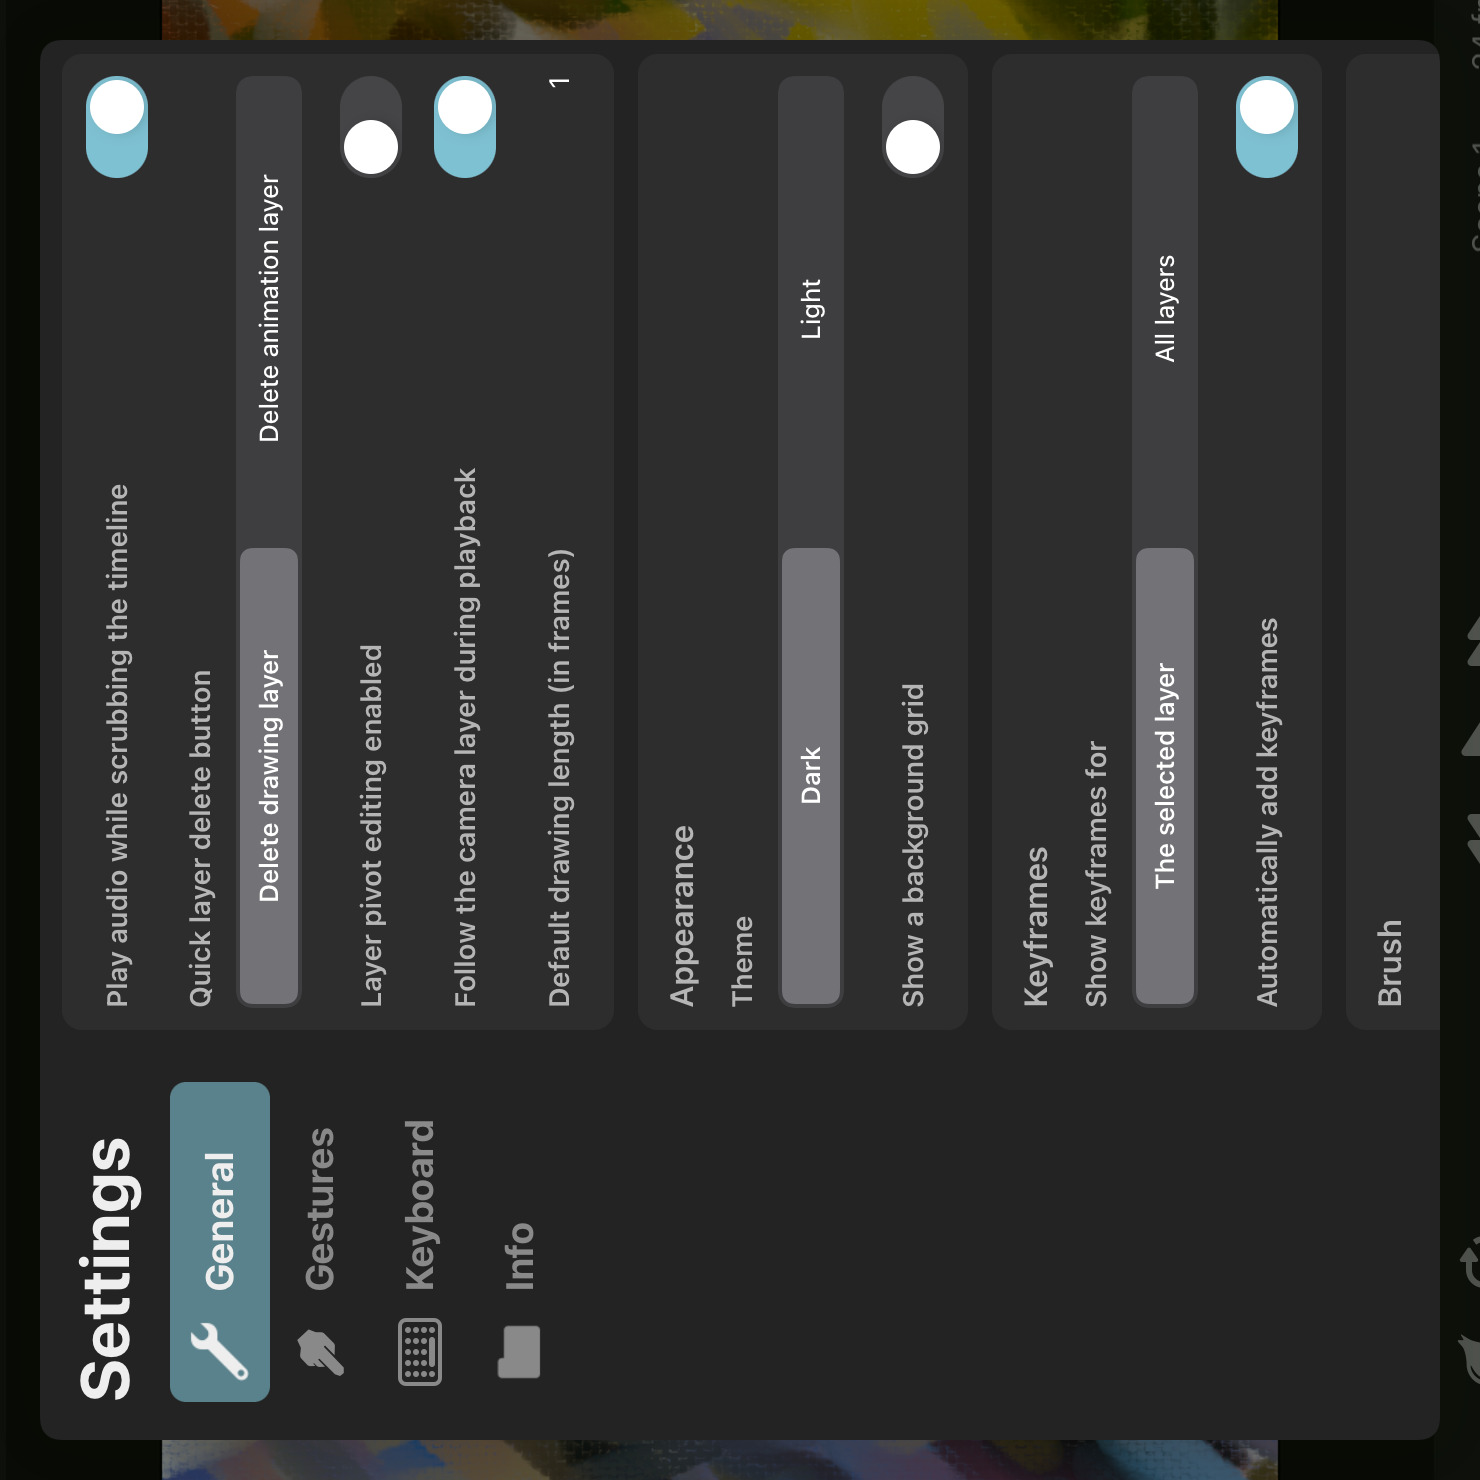 Settings
General
Gestures
Keyboard
Info
Play audio while scrubbing the timeline
Quick layer delete button
Delete drawing layer
Delete animation layer
Layer pivot editing enabled
Follow the camera layer during playback
Default drawing length (in frames)
1
Appearance
Theme
Dark
Light
Show a background grid
Keyframes
Show keyframes for
The selected layer
All layers
Automatically add keyframes
Brush